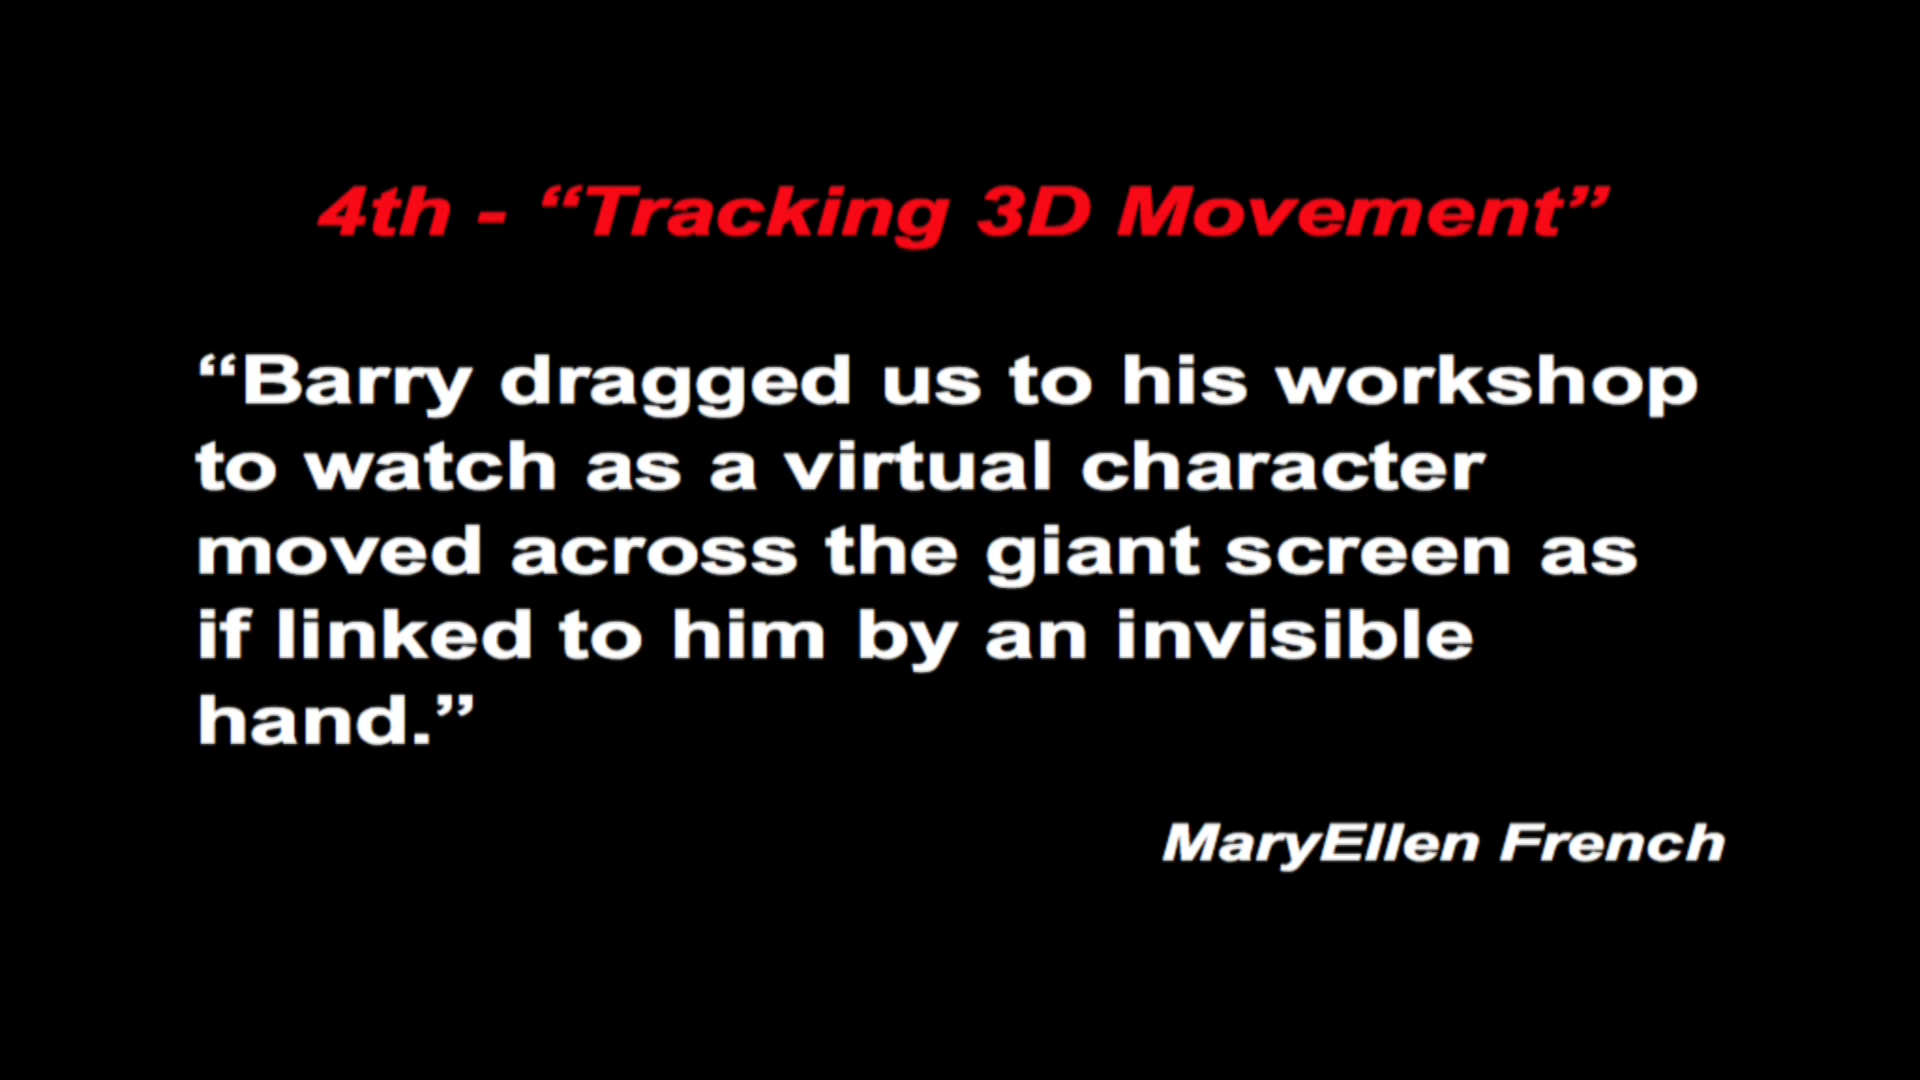 4th - “Tracking 3D Movement”
“Barry dragged us to his workshop
to watch as a virtual character
moved across the giant screen as
if linked to him by an invisible
hand.”
MaryEllen French